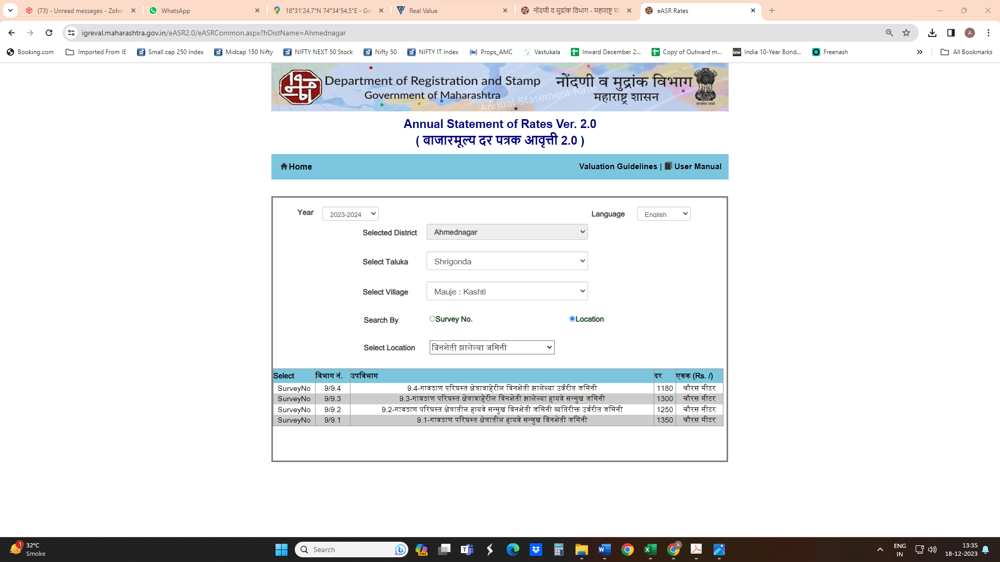 (73) - Unread messages - Zoho
WhatsApp
18°31'24.7"N 74°34'54.5"E - Go
Real Value
नोंदणी व मुद्रांक विभाग - महाराष्ट्र शा
eASR Rates
igreval.maharashtra.gov.in/eASR2.0/eASRCommon.aspx?hDistName=Ahmednagar
A
Booking.com
Imported From IE
Small cap 250 Index
Midcap 150 Nifty
NIFTY NEXT 50 Stock
Nifty 50
NIFTY IT Index
Props_AMC
Vastukala
Inward December 2...
Copy of Outward m...
Inv
India 10-Year Bond...
Freenash
All Bookmarks
Department of Registration and Stamp
Government of Maharashtra
नोंदणी व मुद्रांक विभाग
महाराष्ट्र शासन
सत्यमेव जयते
Annual Statement Rate
Annual Statement of Rates Ver. 2.0
( बाजारमूल्य दर पत्रक आवृत्ती 2.0 )
Home
Valuation Guidelines | User Manual
Year 2023-2024
Language English
Selected District Ahmednagar
Select Taluka Shrigonda
Select Village Mauje : Kashti
Search By Survey No. Location
Select Location बिनशेती झालेल्या जमिनी
Select विभाग नं. उपविभाग दर एकक (Rs. /)
SurveyNo 9/9.4 9.4-गावठाण परिघस्त क्षेत्राबाहेरील बिनशेती झालेल्या उर्वरीत जमिनी 1180 चौरस मीटर
SurveyNo 9/9.3 9.3-गावठाण परिघस्त क्षेत्राबाहेरील बिनशेती झालेल्या हायवे सन्मुख जमिनी 1300 चौरस मीटर
SurveyNo 9/9.2 9.2-गावठाण परिघस्त क्षेत्रातील हायवे सन्मुख बिनशेती जमिनी व्यतिरीक्त उर्वरीत जमिनी 1250 चौरस मीटर
SurveyNo 9/9.1 9.1-गावठाण परिघस्त क्षेत्रातील हायवे सन्मुख बिनशेती जमिनी 1350 चौरस मीटर
1
32°C
Smoke
Search
PRE
A
ENG
IN
13:35
18-12-2023